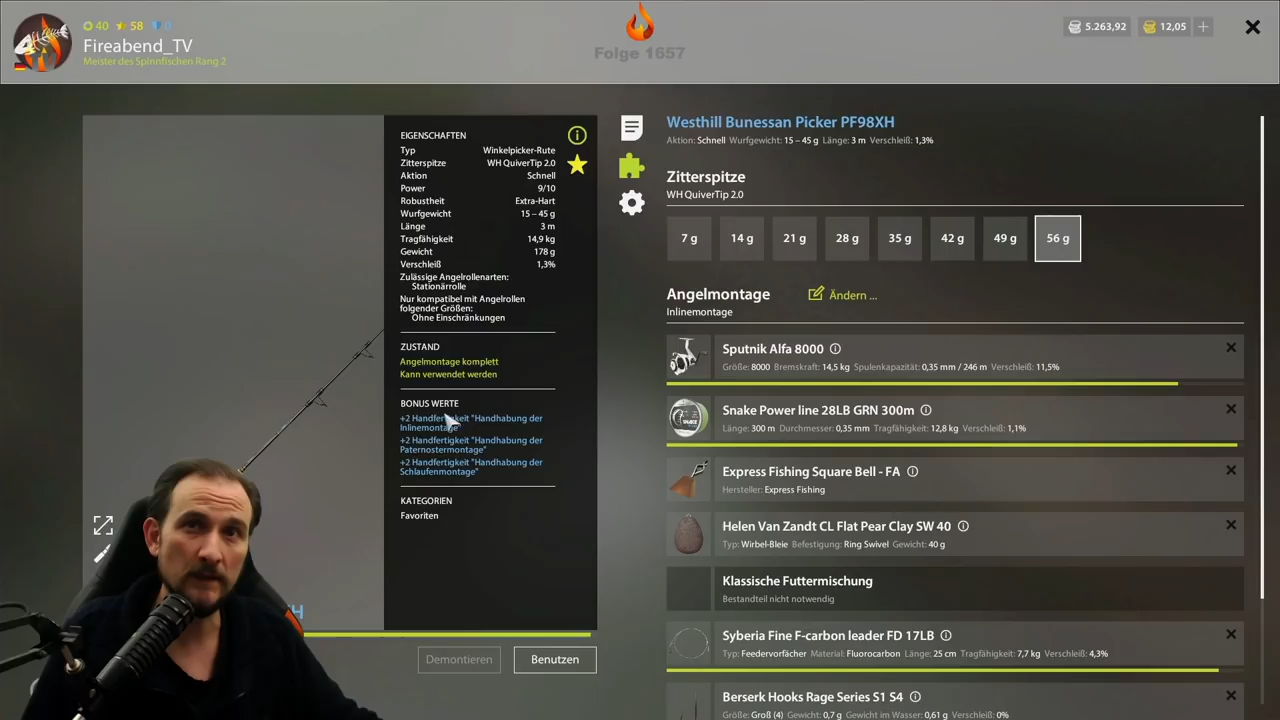 40 58 0
Fireabend_TV
Meister des Spinnfischen Rang 2
Folge 1657
5.263,92 12,05 +
EIGENSCHAFTEN
Typ Winkelpicker-Rute
Zitterspitze WH QuiverTip 2.0
Aktion Schnell
Power 9/10
Robustheit Extra-Hart
Wurfgewicht 15 – 45 g
Länge 3 m
Tragfähigkeit 14,9 kg
Gewicht 178 g
Verschleiß 1,3%
Zulässige Angelrollenarten:
Stationärrolle
Nur kompatibel mit Angelrollen
folgender Größen:
Ohne Einschränkungen
ZUSTAND
Angelmontage komplett
Kann verwendet werden
BONUS WERTE
+2 Handfertigkeit "Handhabung der
Inlinemontage"
+2 Handfertigkeit "Handhabung der
Paternostermontage"
+2 Handfertigkeit "Handhabung der
Schlaufenmontage"
KATEGORIEN
Favoriten
Demontieren Benutzen
Westhill Bunessan Picker PF98XH
Aktion: Schnell Wurfgewicht: 15 – 45 g Länge: 3 m Verschleiß: 1,3%
Zitterspitze
WH QuiverTip 2.0
7 g 14 g 21 g 28 g 35 g 42 g 49 g 56 g
Angelmontage Ändern ...
Inlinemontage
Sputnik Alfa 8000
Größe: 8000 Bremskraft: 14,5 kg Spulenkapazität: 0,35 mm / 246 m Verschleiß: 11,5%
Snake Power line 28LB GRN 300m
Länge: 300 m Durchmesser: 0,35 mm Tragfähigkeit: 12,8 kg Verschleiß: 1,1%
Express Fishing Square Bell - FA
Hersteller: Express Fishing
Helen Van Zandt CL Flat Pear Clay SW 40
Typ: Wirbel-Bleie Befestigung: Ring Swivel Gewicht: 40 g
Klassische Futtermischung
Bestandteil nicht notwendig
Syberia Fine F-carbon leader FD 17LB
Typ: Feedervorfächer Material: Fluorocarbon Länge: 25 cm Tragfähigkeit: 7,7 kg Verschleiß: 4,3%
Berserk Hooks Rage Series S1 S4
Größe: Groß (4) Gewicht: 0,7 g Gewicht im Wasser: 0,61 g Verschleiß: 0%